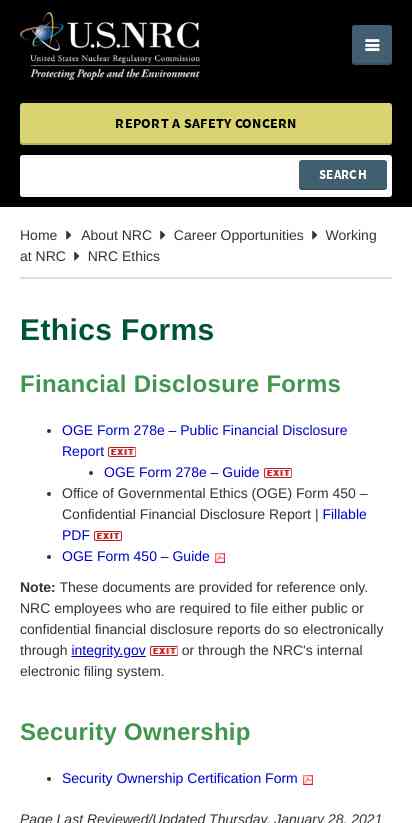 U.S.NRC
United States Nuclear Regulatory Commission
Protecting People and the Environment
REPORT A SAFETY CONCERN
SEARCH
Home About NRC Career Opportunities Working
at NRC NRC Ethics
Ethics Forms
Financial Disclosure Forms
OGE Form 278e – Public Financial Disclosure
Report EXIT
OGE Form 278e – Guide EXIT
Office of Governmental Ethics (OGE) Form 450 –
Confidential Financial Disclosure Report | Fillable
PDF EXIT
OGE Form 450 – Guide
Note: These documents are provided for reference only.
NRC employees who are required to file either public or
confidential financial disclosure reports do so electronically
through integrity.gov EXIT or through the NRC's internal
electronic filing system.
Security Ownership
Security Ownership Certification Form
Page Last Reviewed/Updated Thursday, January 28, 2021